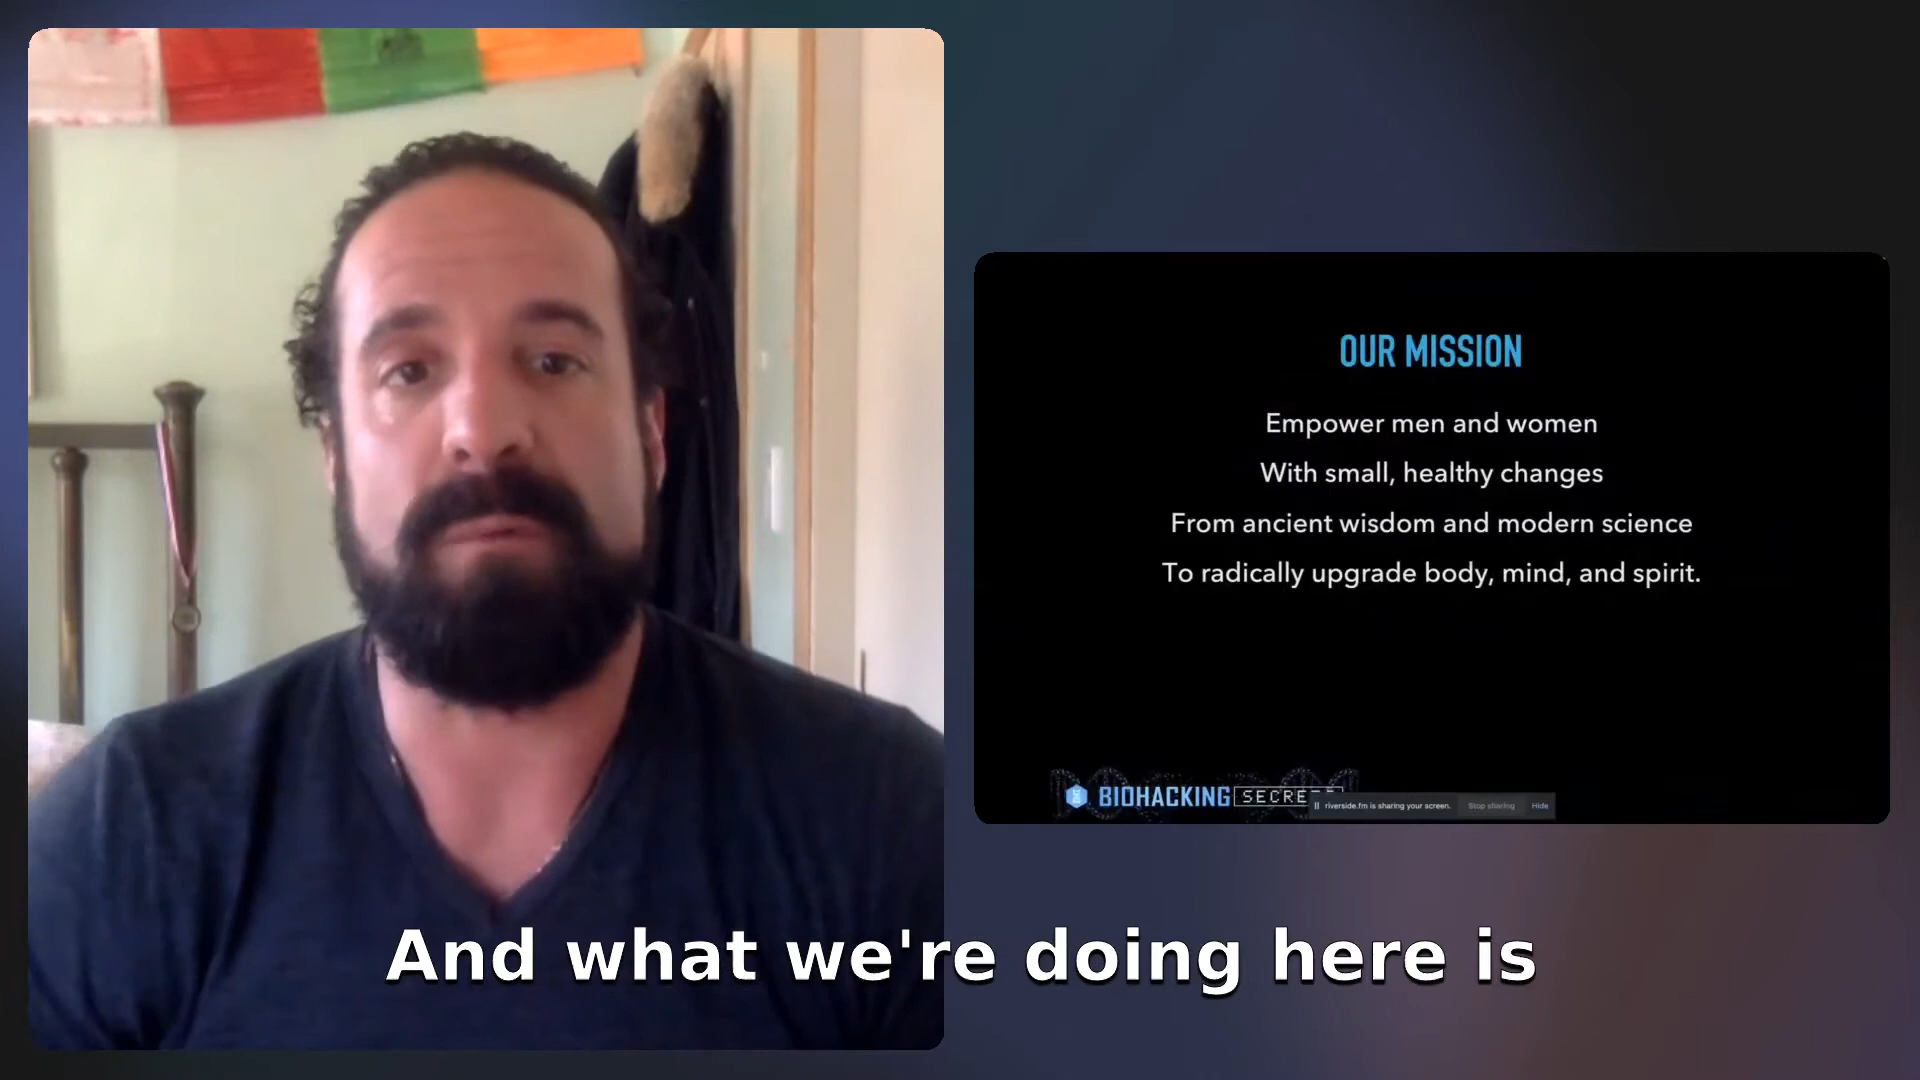 OUR MISSION
Empower men and women
With small, healthy changes
From ancient wisdom and modern science
To radically upgrade body, mind, and spirit.
BIOHACKING
riverside.fm is sharing your screen. Stop sharing Hide
And what we're doing here is